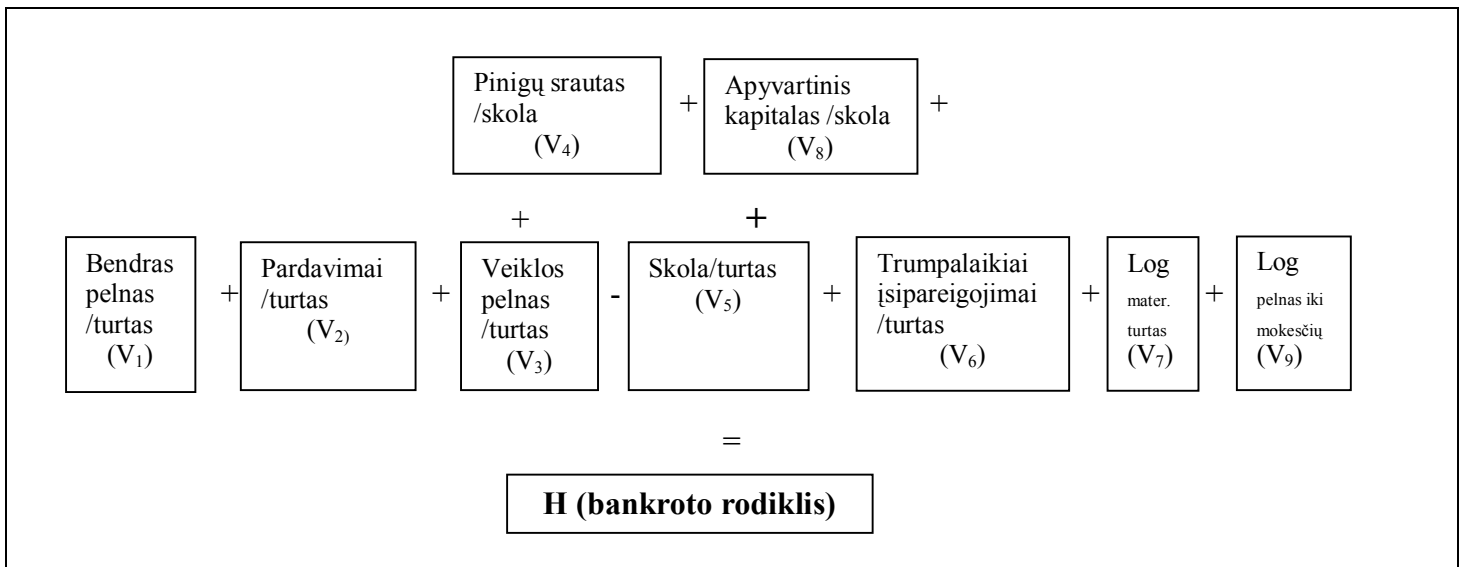 Pinigų srautas
/skola
(V4)
+
Apyvartinis
kapitalas /skola
(V8)
+
+
+
Bendras
pelnas
/turtas
(V1)
+
Pardavimai
/turtas
(V2)
+
Veiklos
pelnas
/turtas
(V3)
-
Skola/turtas
(V5)
+
Trumpalaikiai
įsipareigojimai
/turtas
(V6)
+
Log
mater.
turtas
(V7)
+
Log
pelnas iki
mokesčių
(V9)
=
H (bankroto rodiklis)